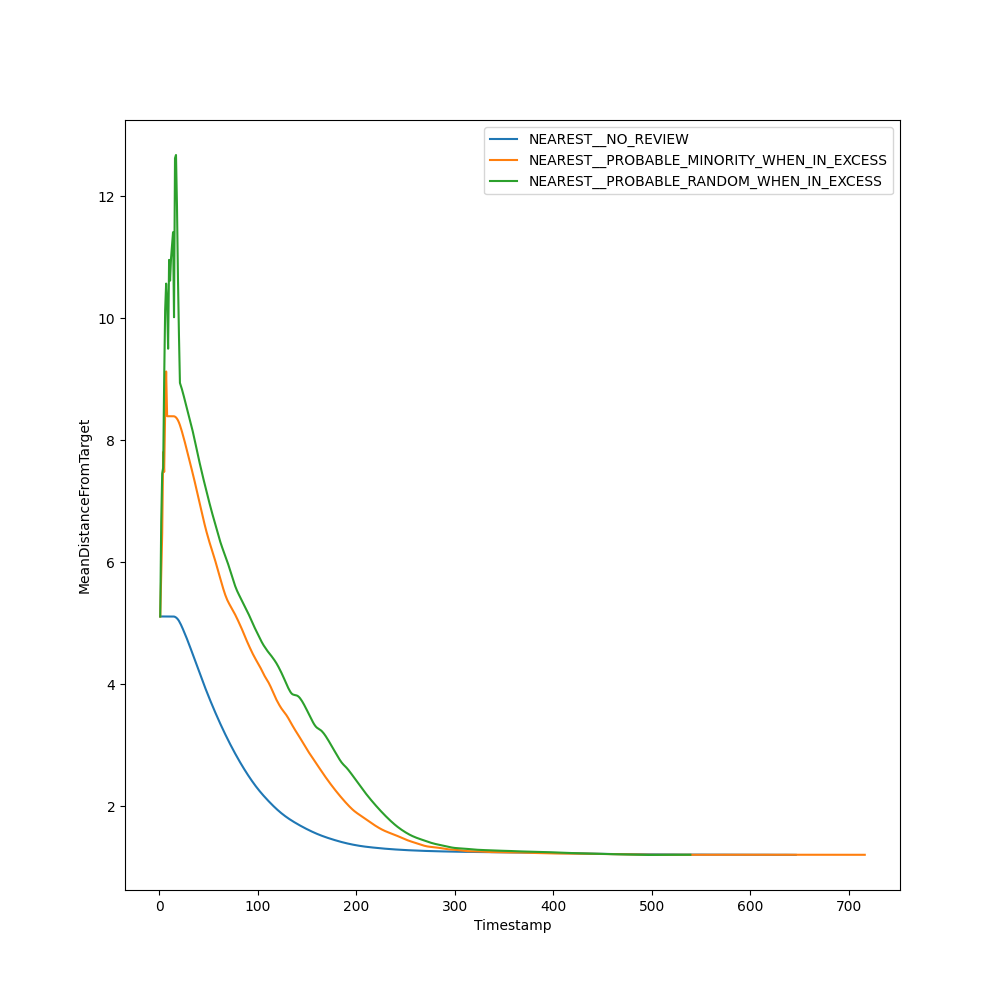 NEAREST__NO_REVIEW
NEAREST__PROBABLE_MINORITY_WHEN_IN_EXCESS
NEAREST__PROBABLE_RANDOM_WHEN_IN_EXCESS
12
10
8
6
4
2
MeanDistanceFromTarget
0 100 200 300 400 500 600 700
Timestamp